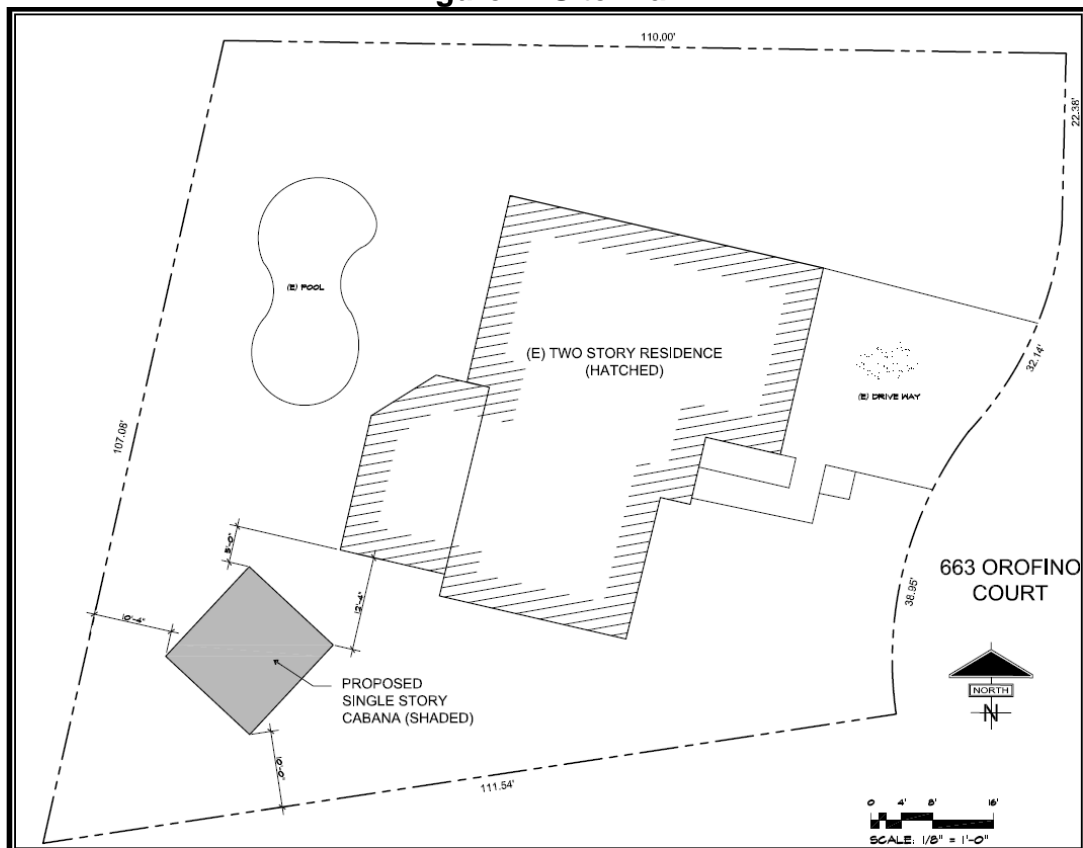 110.00'
22.38'
(E) POOL
(E) TWO STORY RESIDENCE
(HATCHED)
32.14'
(E) DRIVE WAY
107.08'
5'-0"
12'-4"
10'-4"
38.95'
663 OROFINO
COURT
PROPOSED
SINGLE STORY
CABANA (SHADED)
NORTH
N
10'-0"
111.54'
0 4' 8' 16'
SCALE: 1/8" = 1'-0"